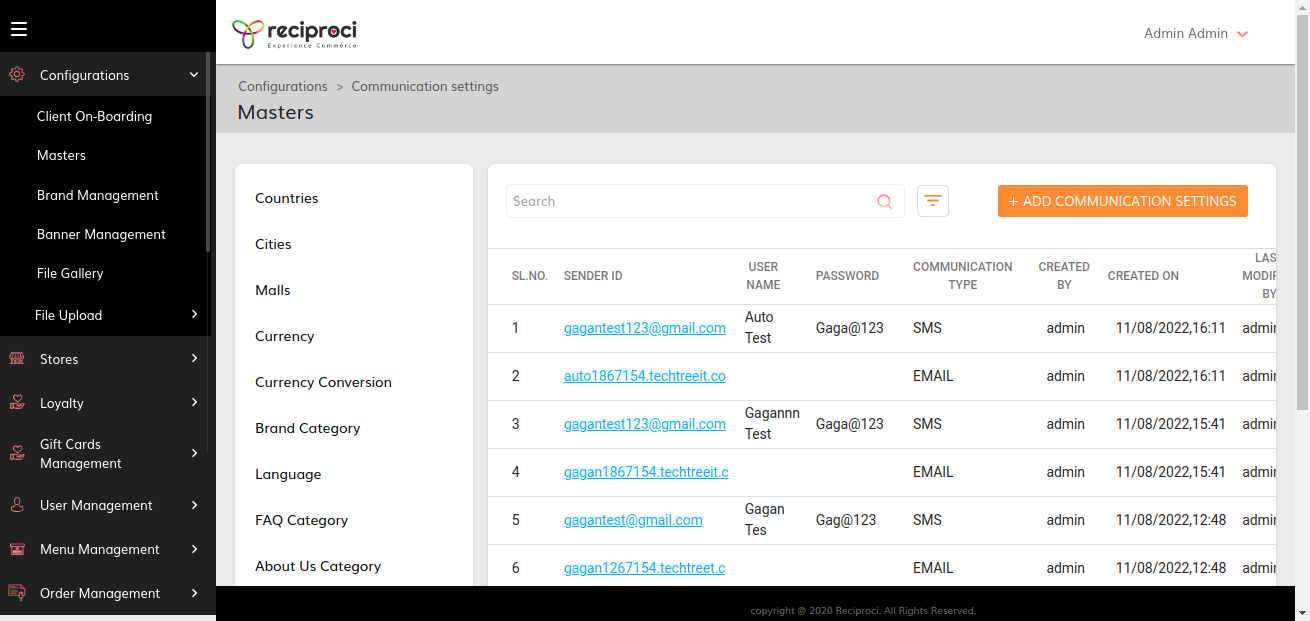 reciproci
Experience Commerce
Admin Admin
Configurations
Client On-Boarding
Masters
Brand Management
Banner Management
File Gallery
File Upload
Stores
Loyalty
Gift Cards
Management
User Management
Menu Management
Order Management
Configurations > Communication settings
Masters
Countries
Cities
Malls
Currency
Currency Conversion
Brand Category
Language
FAQ Category
About Us Category
Search
+ ADD COMMUNICATION SETTINGS
SL.NO. SENDER ID USER NAME PASSWORD COMMUNICATION TYPE CREATED BY CREATED ON LAS MODIF BY
1 gagantest123@gmail.com Auto Test Gaga@123 SMS admin 11/08/2022,16:11 admin
2 auto1867154.techtreeit.co EMAIL admin 11/08/2022,16:11 admin
3 gagantest123@gmail.com Gagannn Test Gaga@123 SMS admin 11/08/2022,15:41 admin
4 gagan1867154.techtreeit.c EMAIL admin 11/08/2022,15:41 admin
5 gagantest@gmail.com Gagan Tes Gag@123 SMS admin 11/08/2022,12:48 admin
6 gagan1267154.techtreet.c EMAIL admin 11/08/2022,12:48 admin
copyright @ 2020 Reciproci. All Rights Reserved.